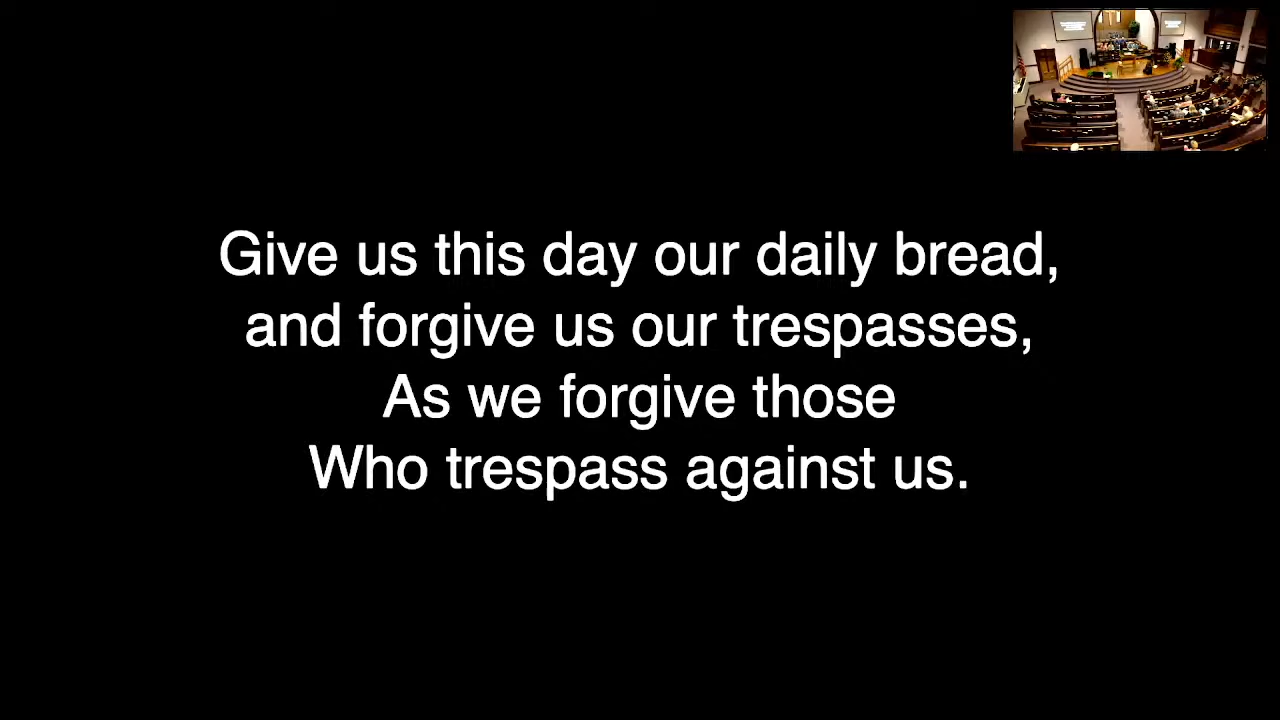 Give us this day our daily bread,
and forgive us our trespasses,
As we forgive those
Who trespass against us.